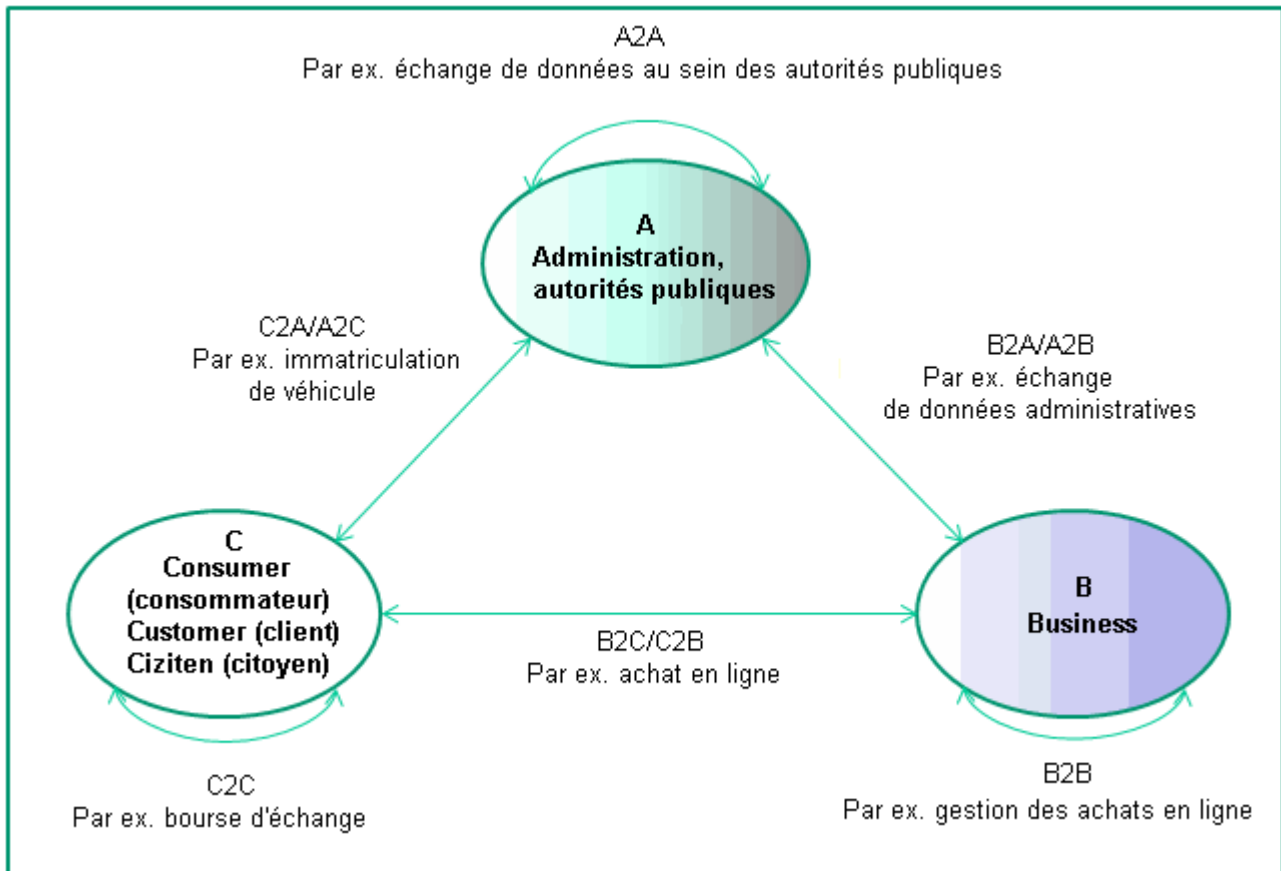 A2A
Par ex. échange de données au sein des autorités publiques
A
Administration,
autorités publiques
C2A/A2C
Par ex. immatriculation
de véhicule
B2A/A2B
Par ex. échange
de données administratives
C
Consumer
(consommateur)
Customer (client)
Ciziten (citoyen)
B
Business
B2C/C2B
Par ex. achat en ligne
C2C
Par ex. bourse d'échange
B2B
Par ex. gestion des achats en ligne